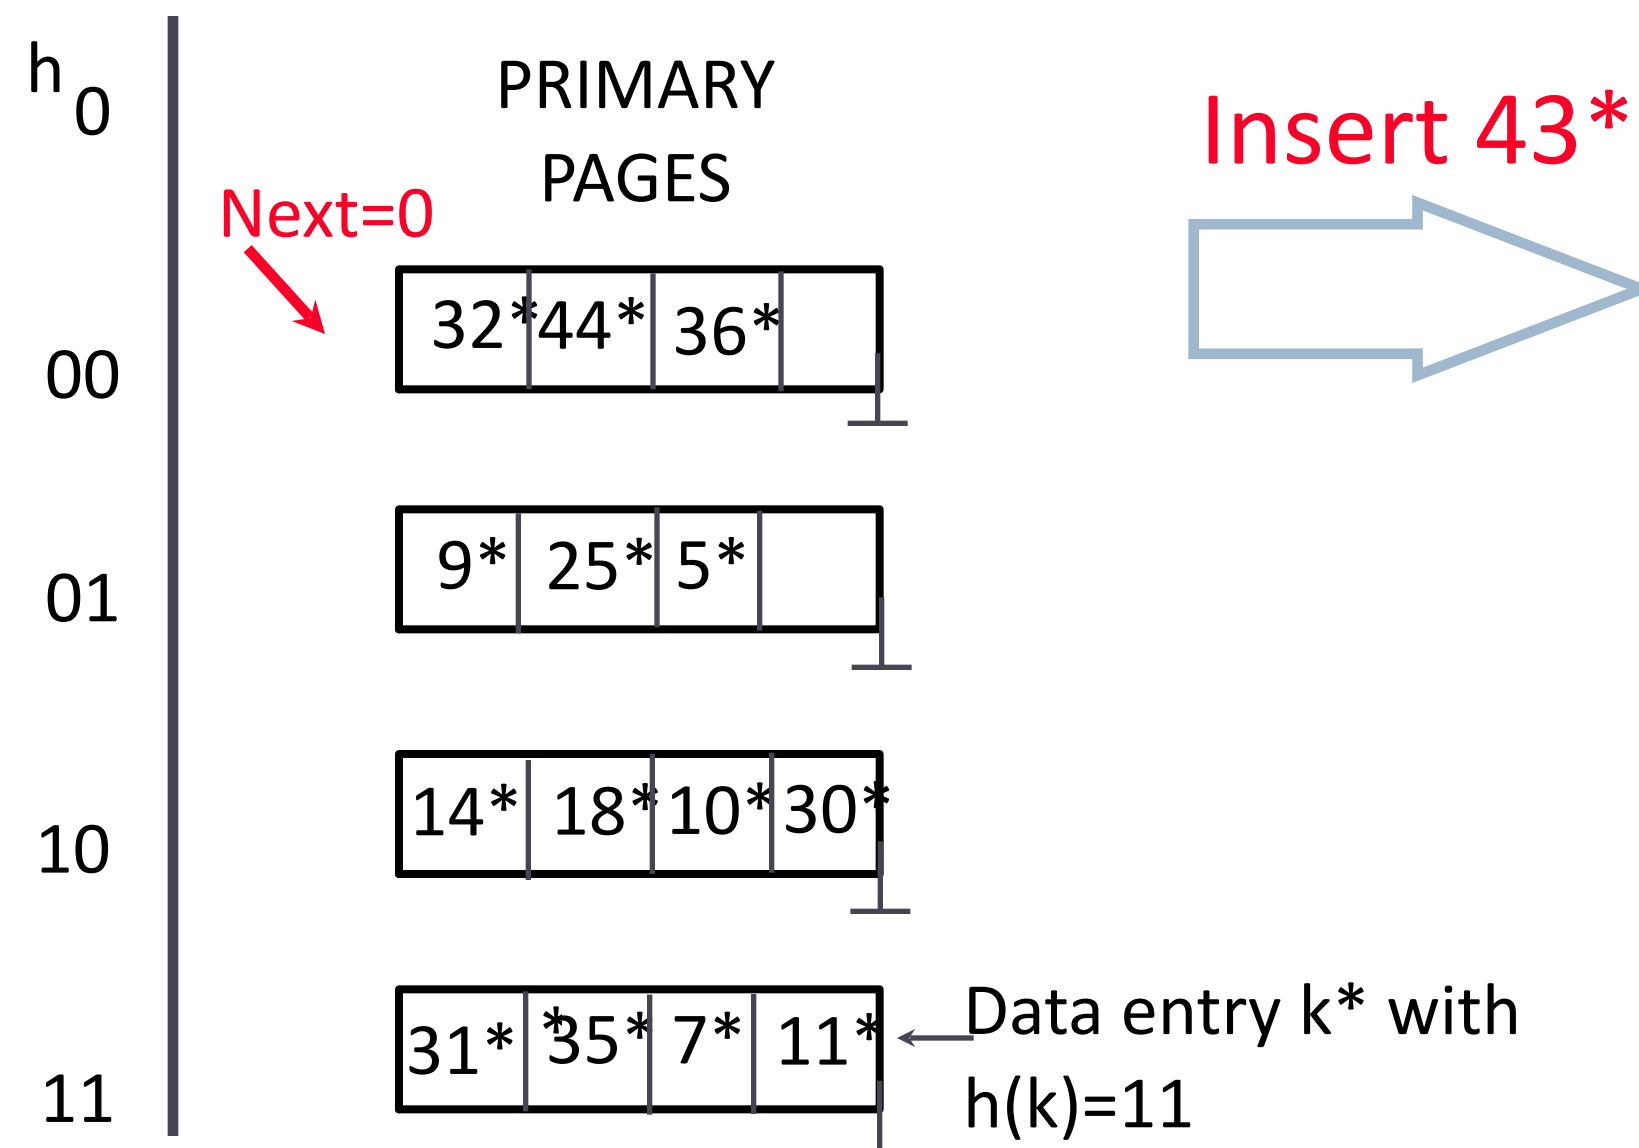 h0
PRIMARY
PAGES
Insert 43*
Next=0
00
32* 44* 36*
01
9* 25* 5*
10
14* 18* 10* 30*
11
31* *35* 7* 11*
Data entry k* with
h(k)=11